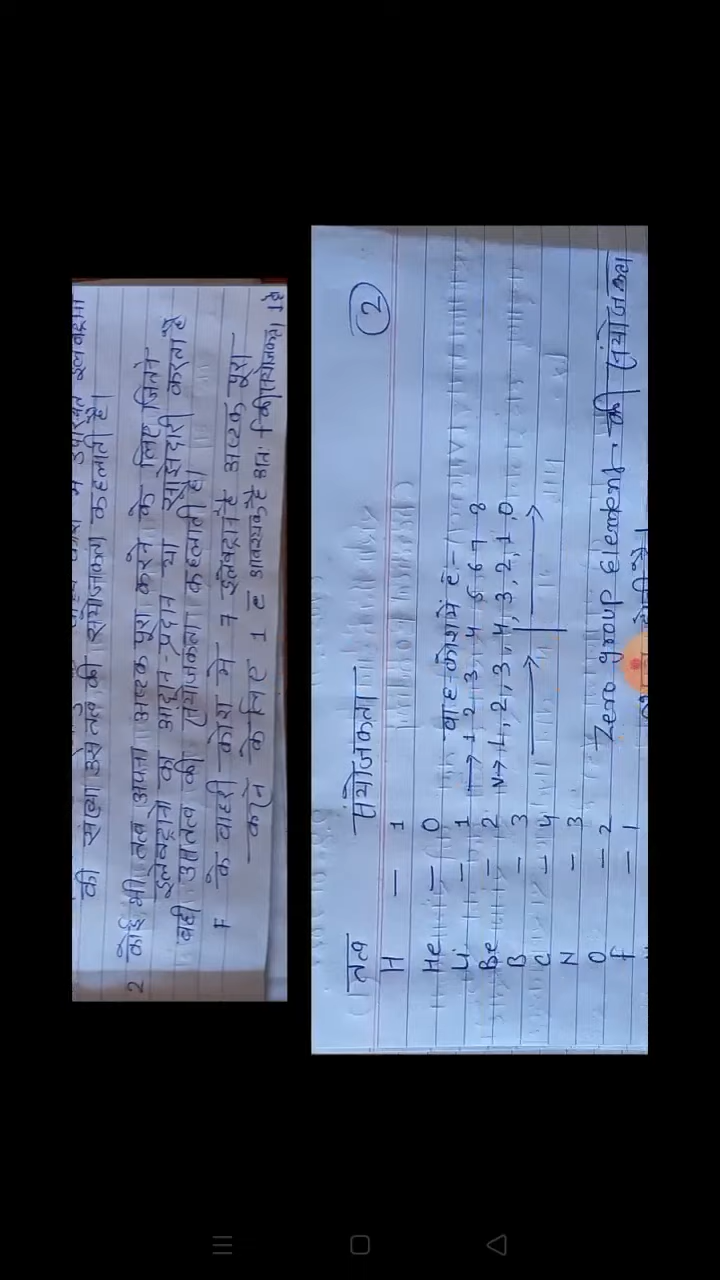 की संख्या उस तत्व की संयोजकता कहलाती है।
2 कोई भी तत्व अपना अष्टक पूरा करने के लिए जितने
इलेक्ट्रानो का आदान-प्रदान या साझेदारी करता है
वही उस तत्व की संयोजकता कहलाती है।
F के बाहरी कोश मे 7 इलेक्ट्रान है अष्टक पूरा
करने के लिए 1 e आवश्यक है अतः कि संयोजकता 1 है
2
तत्व संयोजकता
H - 1
He - 0 बाह्य कोश में e-
Li - 1 → 1 2 3 4 5 6 7 8
Be - 2 V→ 1, 2, 3, 4, 3, 2, 1, 0
B - 3
C - 4
N - 3
O - 2 Zero group elements की संयोजकता
F - 1